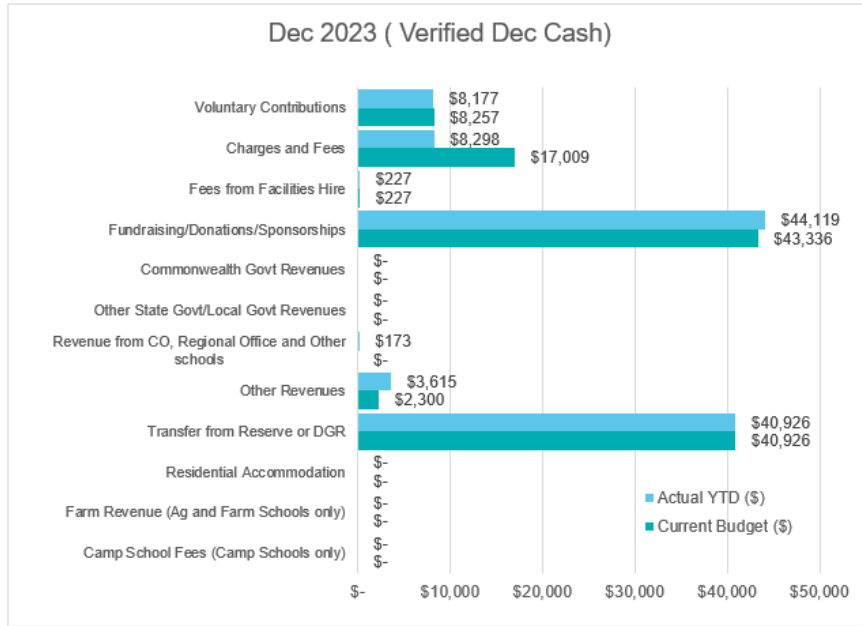 Dec 2023 ( Verified Dec Cash)
Voluntary Contributions
$8,177
$8,257
Charges and Fees
$8,298
$17,009
Fees from Facilities Hire
$227
$227
Fundraising/Donations/Sponsorships
$44,119
$43,336
Commonwealth Govt Revenues
$-
$-
Other State Govt/Local Govt Revenues
$-
$-
Revenue from CO, Regional Office and Other
schools
$173
$-
Other Revenues
$3,615
$2,300
Transfer from Reserve or DGR
$40,926
$40,926
Residential Accommodation
$-
$-
Farm Revenue (Ag and Farm Schools only)
$-
$-
Camp School Fees (Camp Schools only)
$-
$-
Actual YTD ($)
Current Budget ($)
$- $10,000 $20,000 $30,000 $40,000 $50,000